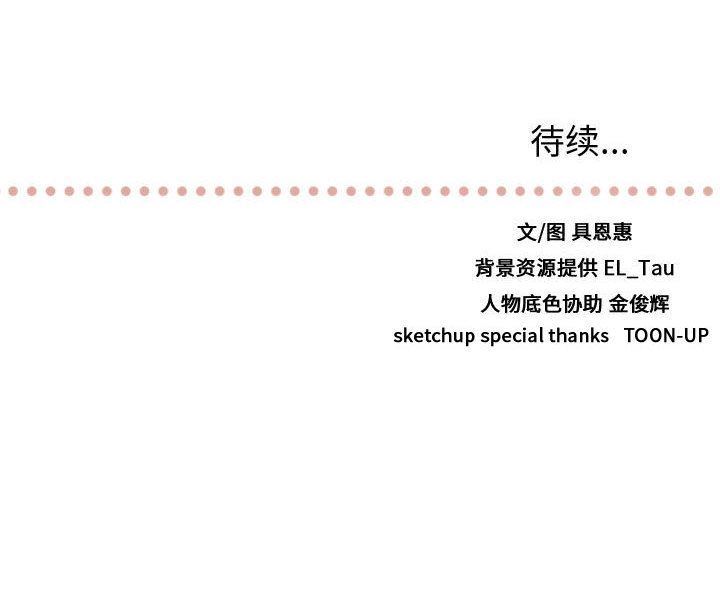 待续...
文/图 具恩惠
背景资源提供 EL_Tau
人物底色协助 金俊辉
sketchup special thanks TOON-UP